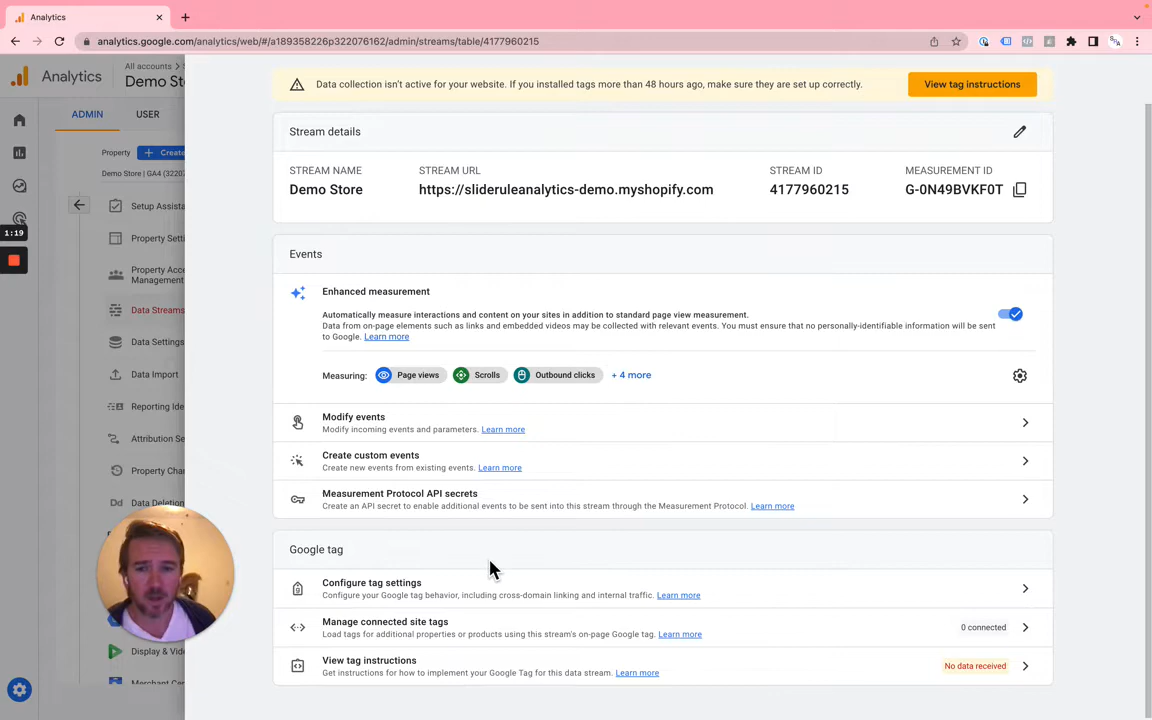 Analytics
analytics.google.com/analytics/web/#/a189358226p322076162/admin/streams/table/4177960215
Analytics
All accounts
Demo Sto
ADMIN
USER
Property
Create
Demo Store | GA4 (32207
Setup Assista
Property Setti
Property Acce
Management
Data Streams
Data Settings
Data Import
Reporting Ide
Attribution Se
Property Chan
Dd Data Deletion
Display & Vide
Merchant Cen
1:19
Data collection isn't active for your website. If you installed tags more than 48 hours ago, make sure they are set up correctly.
View tag instructions
Stream details
STREAM NAME
Demo Store
STREAM URL
https://slideruleanalytics-demo.myshopify.com
STREAM ID
4177960215
MEASUREMENT ID
G-0N49BVKF0T
Events
Enhanced measurement
Automatically measure interactions and content on your sites in addition to standard page view measurement.
Data from on-page elements such as links and embedded videos may be collected with relevant events. You must ensure that no personally-identifiable information will be sent
to Google. Learn more
Measuring: Page views Scrolls Outbound clicks + 4 more
Modify events
Modify incoming events and parameters. Learn more
Create custom events
Create new events from existing events. Learn more
Measurement Protocol API secrets
Create an API secret to enable additional events to be sent into this stream through the Measurement Protocol. Learn more
Google tag
Configure tag settings
Configure your Google tag behavior, including cross-domain linking and internal traffic. Learn more
Manage connected site tags
Load tags for additional properties or products using this stream's on-page Google tag. Learn more
0 connected
View tag instructions
Get instructions for how to implement your Google Tag for this data stream. Learn more
No data received